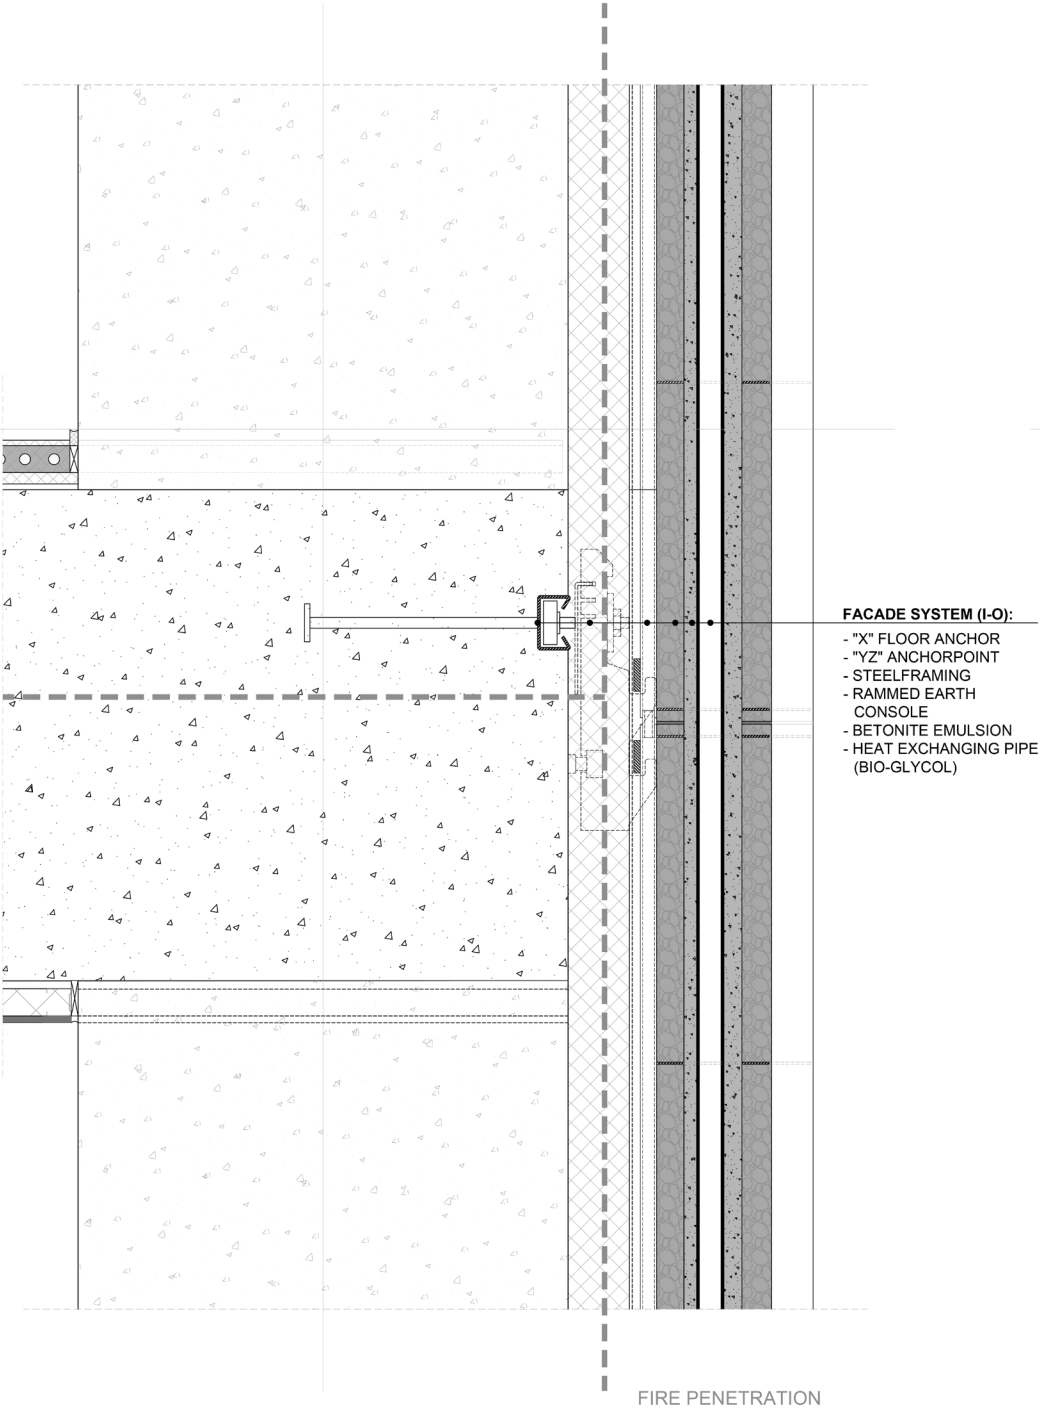 FACADE SYSTEM (I-O):
- "X" FLOOR ANCHOR
- "YZ" ANCHORPOINT
- STEELFRAMING
- RAMMED EARTH
CONSOLE
- BETONITE EMULSION
- HEAT EXCHANGING PIPE
(BIO-GLYCOL)
FIRE PENETRATION